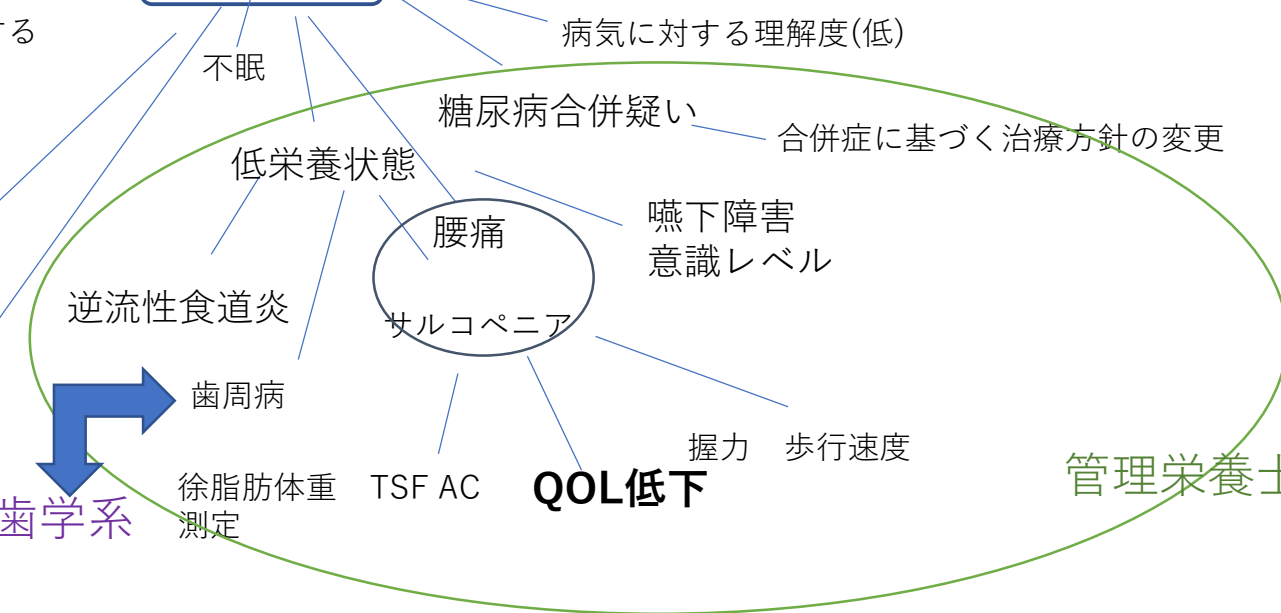 する
病気に対する理解度(低)
不眠
糖尿病合併疑い
合併症に基づく治療方針の変更
低栄養状態
腰痛
嚥下障害
意識レベル
逆流性食道炎
サルコペニア
歯周病
握力　歩行速度
徐脂肪体重
測定
TSF AC
QOL低下
管理栄養士
歯学系